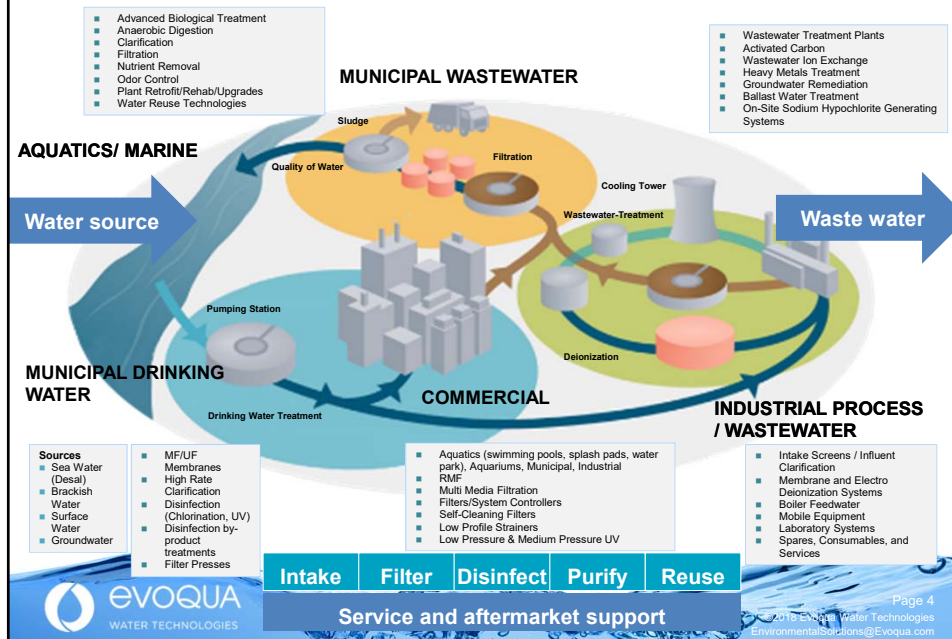 Advanced Biological Treatment
Anaerobic Digestion
Clarification
Filtration
Nutrient Removal
Odor Control
Plant Retrofit/Rehab/Upgrades
Water Reuse Technologies
Wastewater Treatment Plants
Activated Carbon
Wastewater Ion Exchange
Heavy Metals Treatment
Groundwater Remediation
Ballast Water Treatment
On-Site Sodium Hypochlorite Generating
Systems
MUNICIPAL WASTEWATER
Sludge
AQUATICS/ MARINE
Quality of Water
Filtration
Cooling Tower
Water source
Wastewater-Treatment
Waste water
Pumping Station
Deionization
MUNICIPAL DRINKING
WATER
COMMERCIAL
Drinking Water Treatment
INDUSTRIAL PROCESS
/ WASTEWATER
Sources
Sea Water
(Desal)
Brackish
Water
Surface
Water
Groundwater
MF/UF
Membranes
High Rate
Clarification
Disinfection
(Chlorination, UV)
Disinfection by-
product
treatments
Filter Presses
Aquatics (swimming pools, splash pads, water
park), Aquariums, Municipal, Industrial
RMF
Multi Media Filtration
Filters/System Controllers
Self-Cleaning Filters
Low Profile Strainers
Low Pressure & Medium Pressure UV
Intake Screens / Influent
Clarification
Membrane and Electro
Deionization Systems
Boiler Feedwater
Mobile Equipment
Laboratory Systems
Spares, Consumables, and
Services
Intake Filter Disinfect Purify Reuse
Service and aftermarket support
evoQUA
WATER TECHNOLOGIES
Page 4
©2018 Evoqua Water Technologies
EnvironmentalSolutions@Evoqua.com